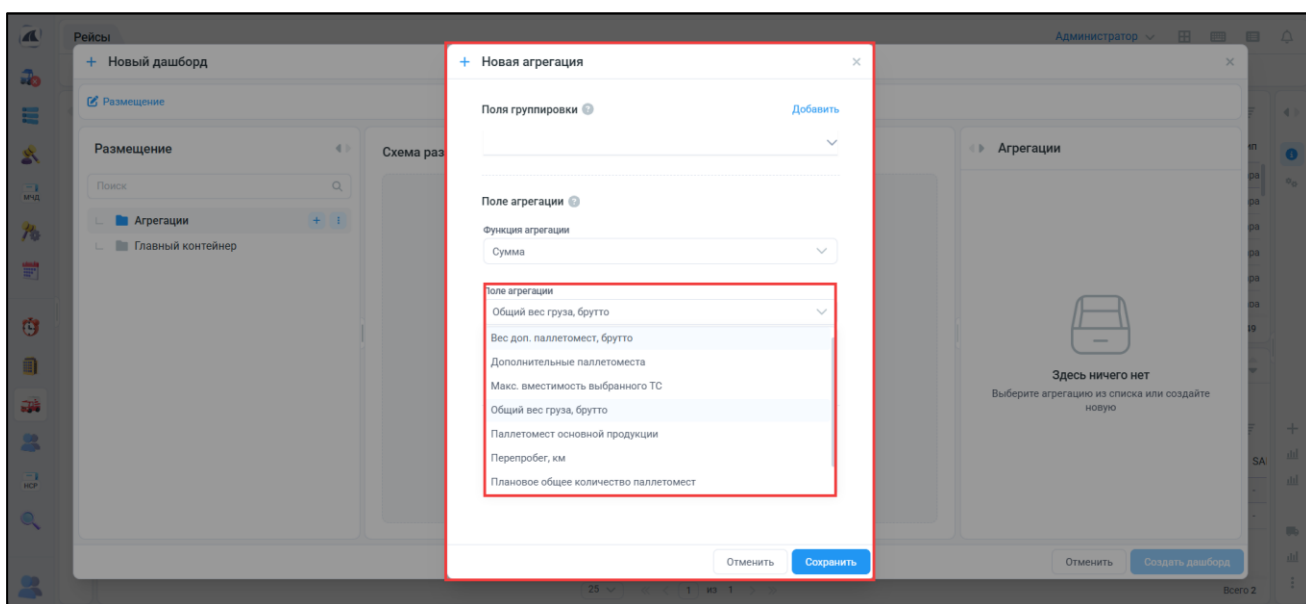 Рейсы
Администратор
+ Новый дашборд
+ Новая агрегация
Размещение
Поля группировки
Добавить
Размещение
Схема раз
Агрегации
Поиск
МЧД
Агрегации
Главный контейнер
Поле агрегации
Функция агрегации
Сумма
Поле агрегации
Общий вес груза, брутто
Вес доп. паллетомест, брутто
Дополнительные паллетоместа
Макс. вместимость выбранного ТС
Общий вес груза, брутто
Паллетомест основной продукции
Перепробег, км
Плановое общее количество паллетомест
Здесь ничего нет
Выберите агрегацию из списка или создайте
новую
SA
НСР
Отменить
Сохранить
Отменить
Создать дашборд
25
1 из 1
Всего 2